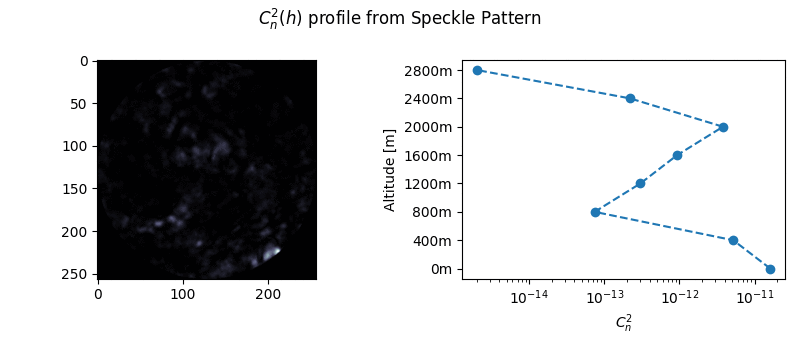 $C_n^2(h)$ profile from Speckle Pattern
0
50
100
150
200
250
0
100
200
Altitude [m]
2800m
2400m
2000m
1600m
1200m
800m
400m
0m
$10^{-14}$
$10^{-13}$
$10^{-12}$
$10^{-11}$
$C_n^2$